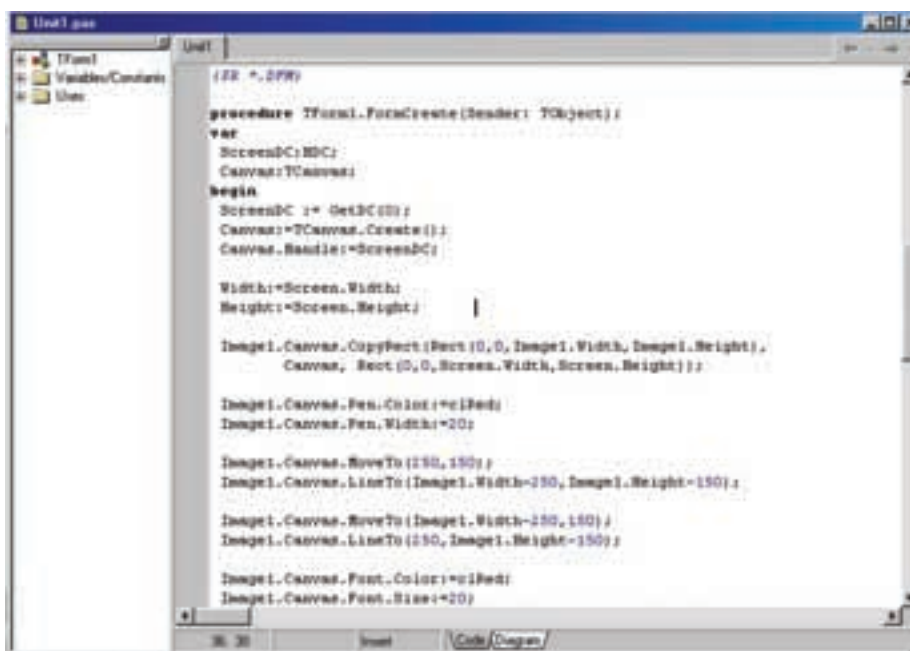 Unit1.pas
TForm1
Variables/Constants
Uses
Unit1
{$R *.DFM}
procedure TForm1.FormCreate(Sender: TObject);
var
ScreenDC:HDC;
Canvas:TCanvas;
begin
ScreenDC := GetDC(0);
Canvas:=TCanvas.Create();
Canvas.Handle:=ScreenDC;
Width:=Screen.Width;
Height:=Screen.Height;
Image1.Canvas.CopyRect(Rect(0,0,Image1.Width,Image1.Height),
Canvas, Rect(0,0,Screen.Width,Screen.Height));
Image1.Canvas.Pen.Color:=clRed;
Image1.Canvas.Pen.Width:=20;
Image1.Canvas.MoveTo(250,150);
Image1.Canvas.LineTo(Image1.Width-250,Image1.Height-150);
Image1.Canvas.MoveTo(Image1.Width-250,150);
Image1.Canvas.LineTo(250,Image1.Height-150);
Image1.Canvas.Font.Color:=clRed;
Image1.Canvas.Font.Size:=20;
Insert
Code Diagram